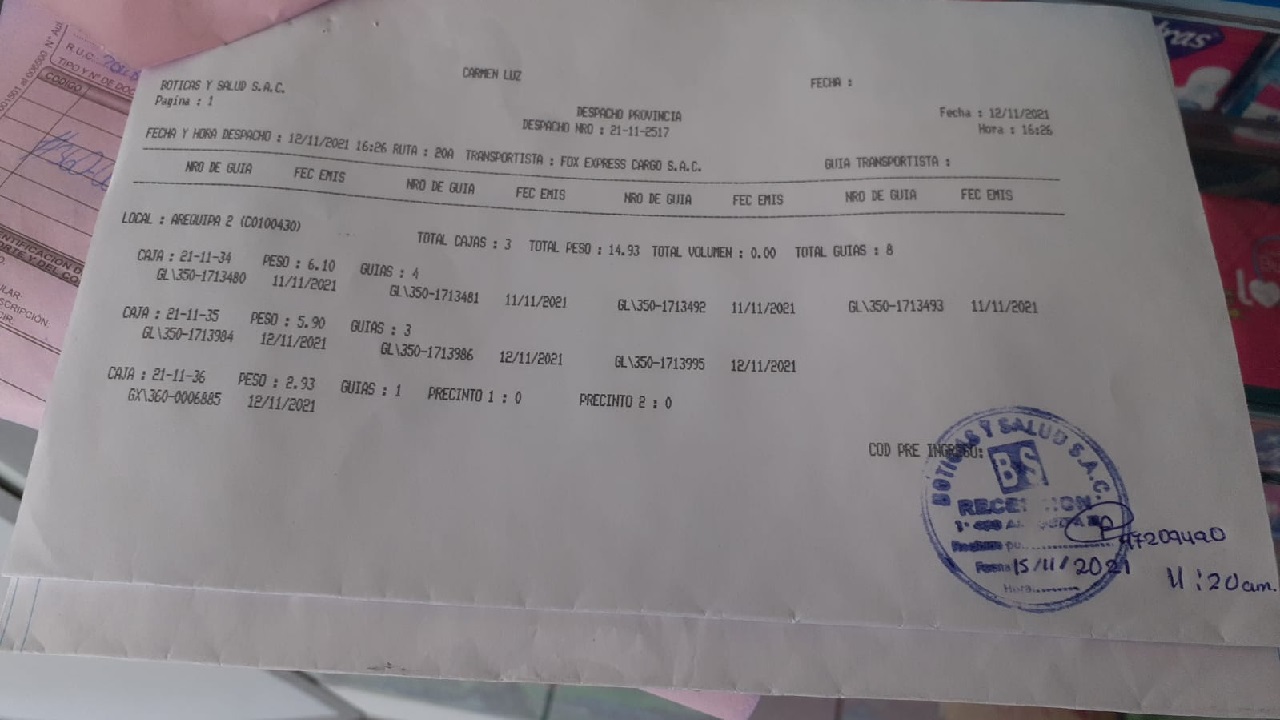 BOTICAS Y SALUD S.A.C. CARMEN LUZ FECHA :
Pagina : 1 DESPACHO PROVINCIA Fecha : 12/11/2021
DESPACHO NRO : 21-11-2517 Hora : 16:26
FECHA Y HORA DESPACHO : 12/11/2021 16:26 RUTA : 20A TRANSPORTISTA : FOX EXPRESS CARGO S.A.C. GUIA TRANSPORTISTA :
NRO DE GUIA FEC EMIS NRO DE GUIA FEC EMIS NRO DE GUIA FEC EMIS NRO DE GUIA FEC EMIS
LOCAL : AREQUIPA 2 (C0100430) TOTAL CAJAS : 3 TOTAL PESO : 14.93 TOTAL VOLUMEN : 0.00 TOTAL GUIAS : 8
CAJA : 21-11-34 PESO : 6.10 GUIAS : 4
GL\350-1713480 11/11/2021 GL\350-1713481 11/11/2021 GL\350-1713492 11/11/2021 GL\350-1713493 11/11/2021
CAJA : 21-11-35 PESO : 5.90 GUIAS : 3
GL\350-1713984 12/11/2021 GL\350-1713986 12/11/2021 GL\350-1713995 12/11/2021
CAJA : 21-11-36 PESO : 2.93 GUIAS : 1 PRECINTO 1 : 0 PRECINTO 2 : 0
GX\360-0006885 12/11/2021
COD PRE INGRESO:
BOTICAS Y SALUD S.A.C.
BS
RECEPCION
Fecha 15/11/2021
Hora
11:20am.
R.U.C.
TIPO Y Nº DE DOC
CODIGO